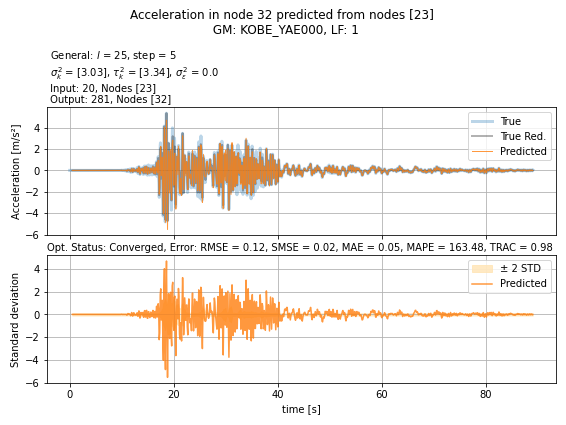 Acceleration in node 32 predicted from nodes [23]
GM: KOBE_YAE000, LF: 1
General: l = 25, step = 5
σ²ₖ = [3.03], τ²ₖ = [3.34], σ²ε = 0.0
Input: 20, Nodes [23]
Output: 281, Nodes [32]
Acceleration [m/s²]
4
2
0
−2
−4
−6
True
True Red.
Predicted
Opt. Status: Converged, Error: RMSE = 0.12, SMSE = 0.02, MAE = 0.05, MAPE = 163.48, TRAC = 0.98
Standard deviation
4
2
0
−2
−4
−6
± 2 STD
Predicted
0 20 40 60 80
time [s]